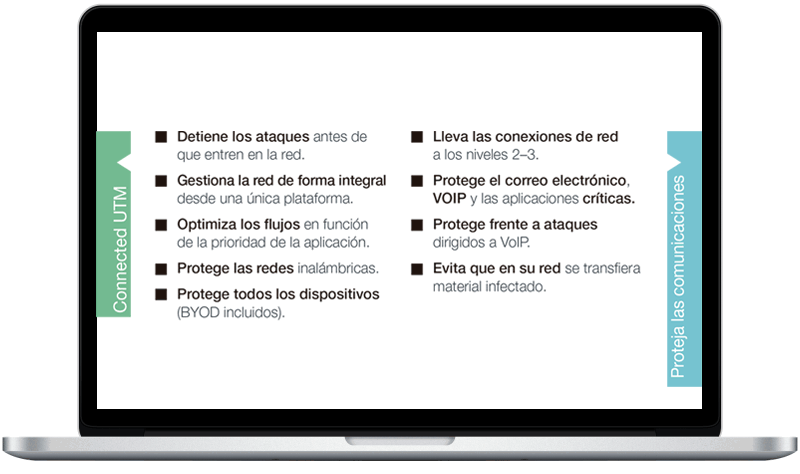 Connected UTM
Detiene los ataques antes de
que entren en la red.
Gestiona la red de forma integral
desde una única plataforma.
Optimiza los flujos en función
de la prioridad de la aplicación.
Protege las redes inalámbricas.
Protege todos los dispositivos
(BYOD incluidos).
Lleva las conexiones de red
a los niveles 2–3.
Protege el correo electrónico,
VOIP y las aplicaciones críticas.
Protege frente a ataques
dirigidos a VoIP.
Evita que en su red se transfiera
material infectado.
Proteja las comunicaciones